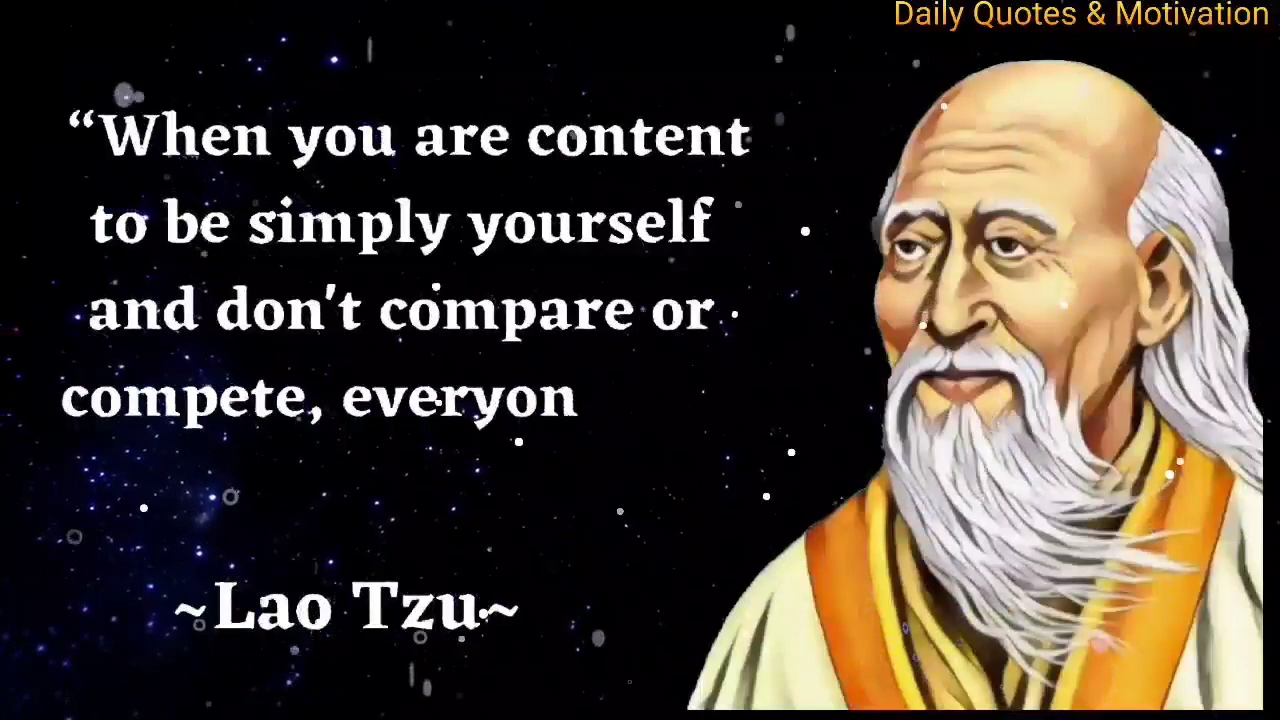 Daily Quotes & Motivation
“When you are content
to be simply yourself
and don't compare or
compete, everyon
~Lao Tzu~